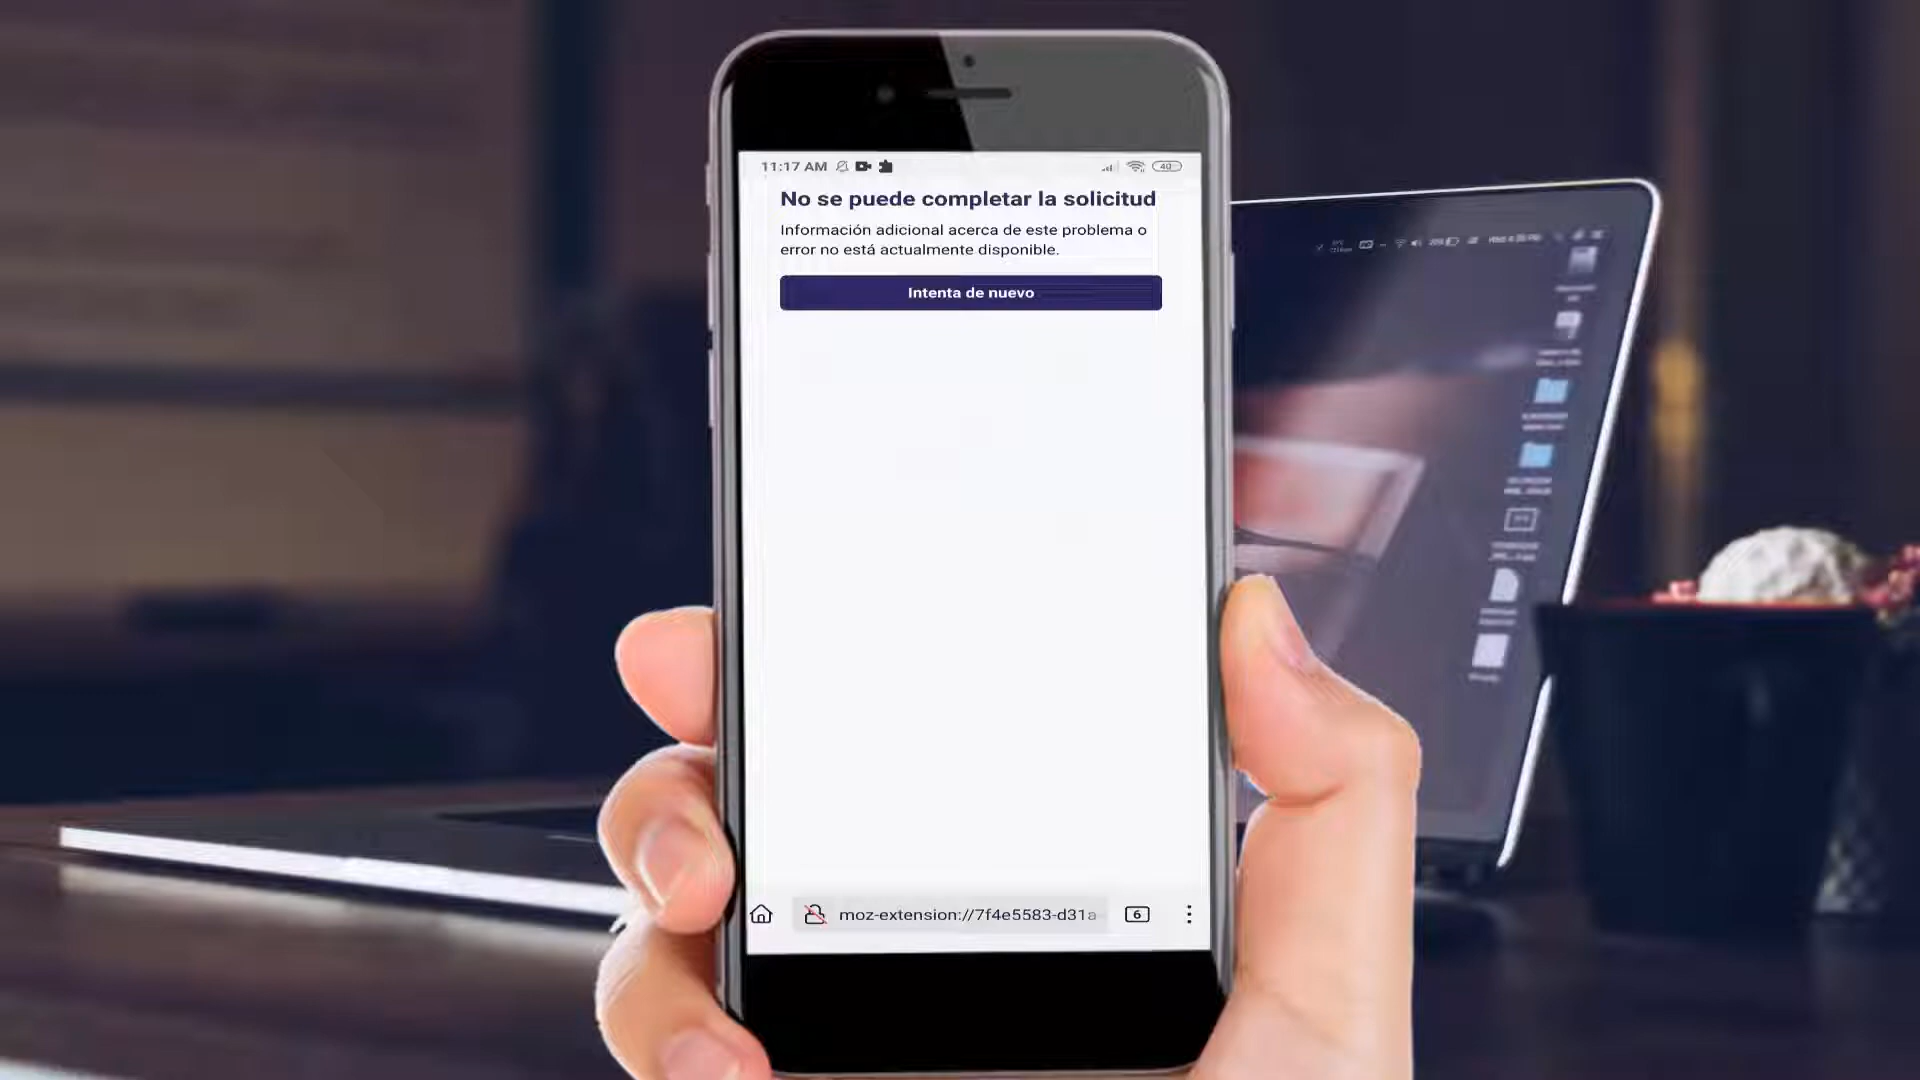 11:17 AM
40
No se puede completar la solicitud
Información adicional acerca de este problema o
error no está actualmente disponible.
Intenta de nuevo
moz-extension://7f4e5583-d31a-
6